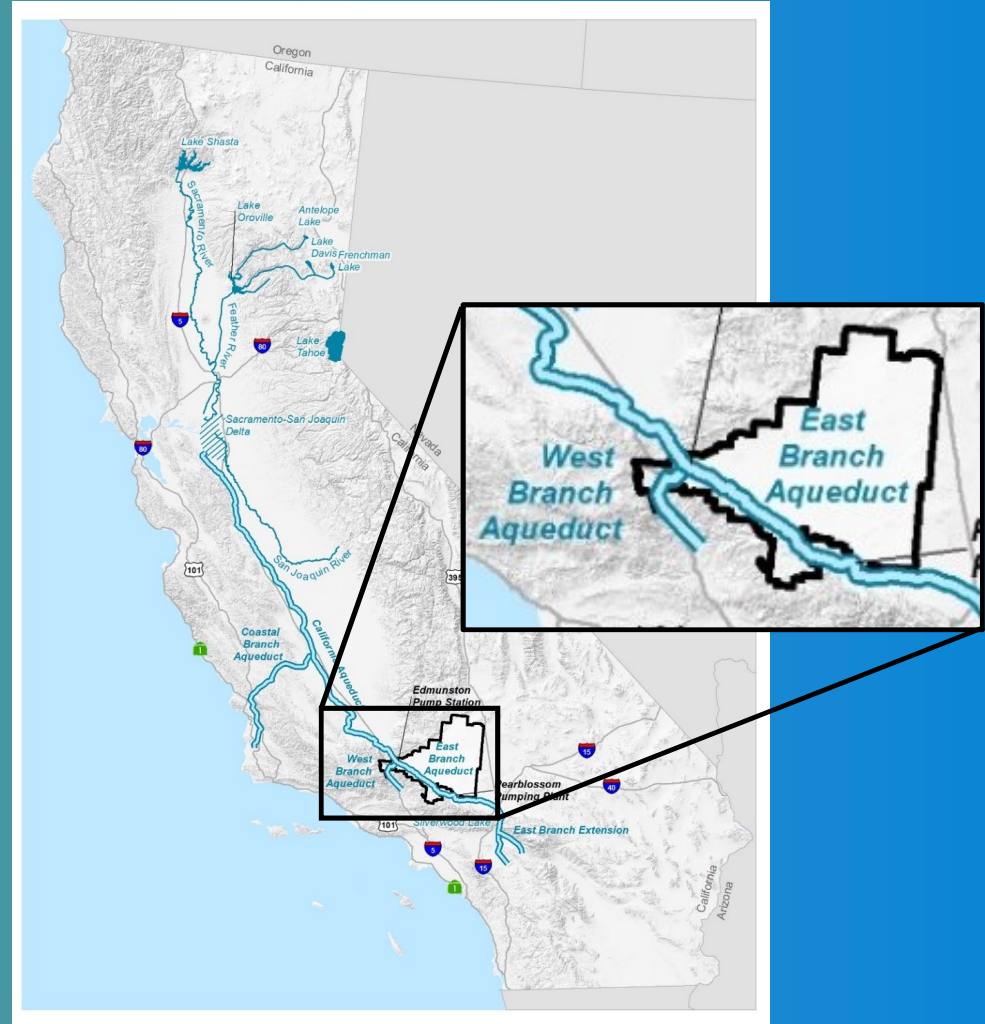 Oregon
California
Lake Shasta
Sacramento River
Lake
Oroville
Antelope
Lake
Lake
Davis
Frenchman
Lake
5
Feather River
80
Lake
Tahoe
Sacramento-San Joaquin
Delta
80
Nevada
California
West
Branch
Aqueduct
East
Branch
Aqueduct
San Joaquin River
101
395
1
Coastal
Branch
Aqueduct
California Aqueduc
Edmunston
Pump Station
West
Branch
Aqueduct
East
Branch
Aqueduct
15
40
Pearblossom
Pumping Plant
Silverwood Lake
101
East Branch Extension
5
15
1
California
Arizona